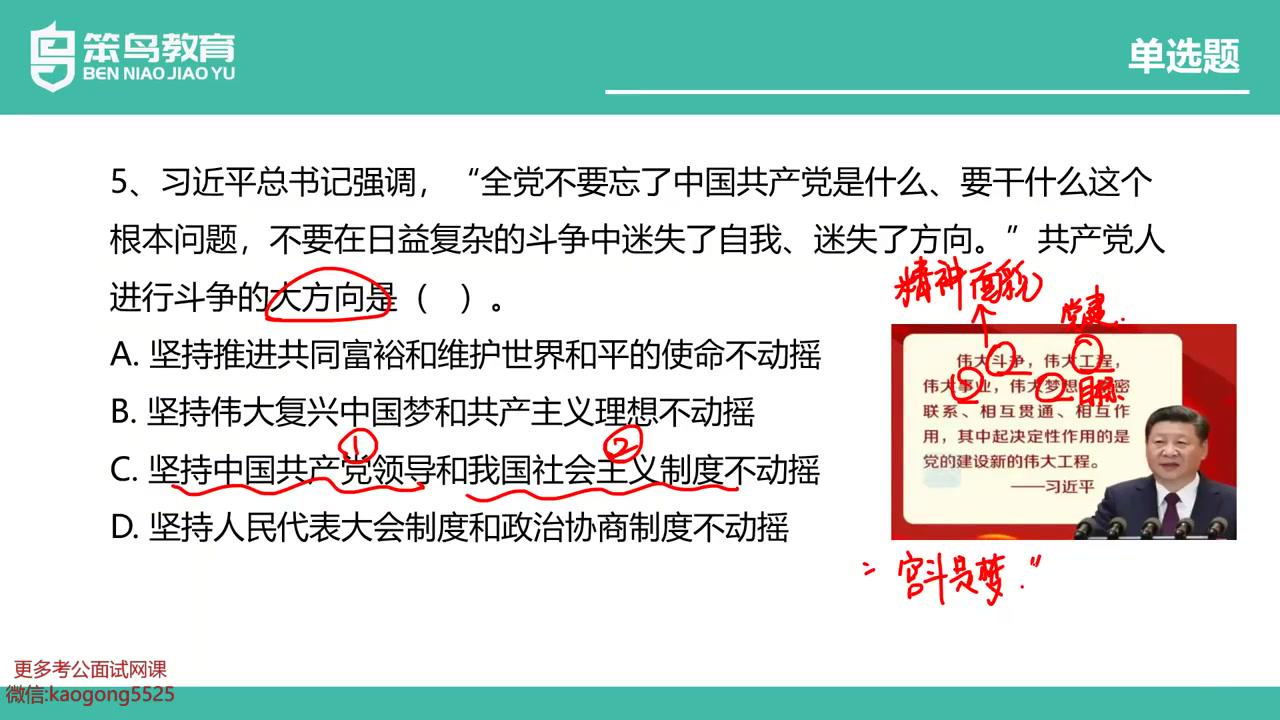 笨鸟教育
BEN NIAO JIAO YU
单选题
5、习近平总书记强调，“全党不要忘了中国共产党是什么、要干什么这个
根本问题，不要在日益复杂的斗争中迷失了自我、迷失了方向。”共产党人
进行斗争的大方向是（ ）。
精神面貌
党建.
A. 坚持推进共同富裕和维护世界和平的使命不动摇
B. 坚持伟大复兴中国梦和共产主义理想不动摇
① ②
C. 坚持中国共产党领导和我国社会主义制度不动摇
D. 坚持人民代表大会制度和政治协商制度不动摇
伟大斗争，伟大工程，
伟大事业，伟大梦想 密
目标
联系、相互贯通、相互作
用，其中起决定性作用的是
党的建设新的伟大工程。
——习近平
“宫斗是梦.”
更多考公面试网课
微信:kaogong5525